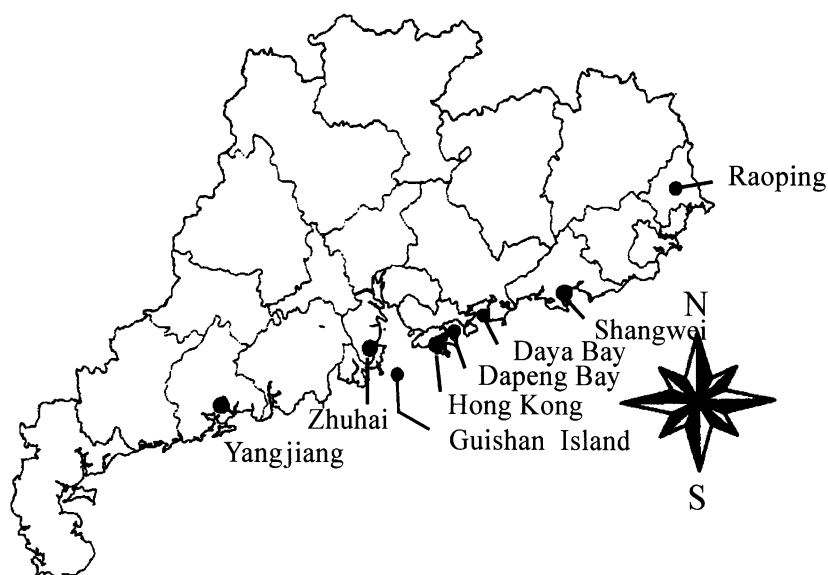 Raoping
N
Shangwei
Daya Bay
Dapeng Bay
Hong Kong
Zhuhai
Guishan Island
Yangjiang
S